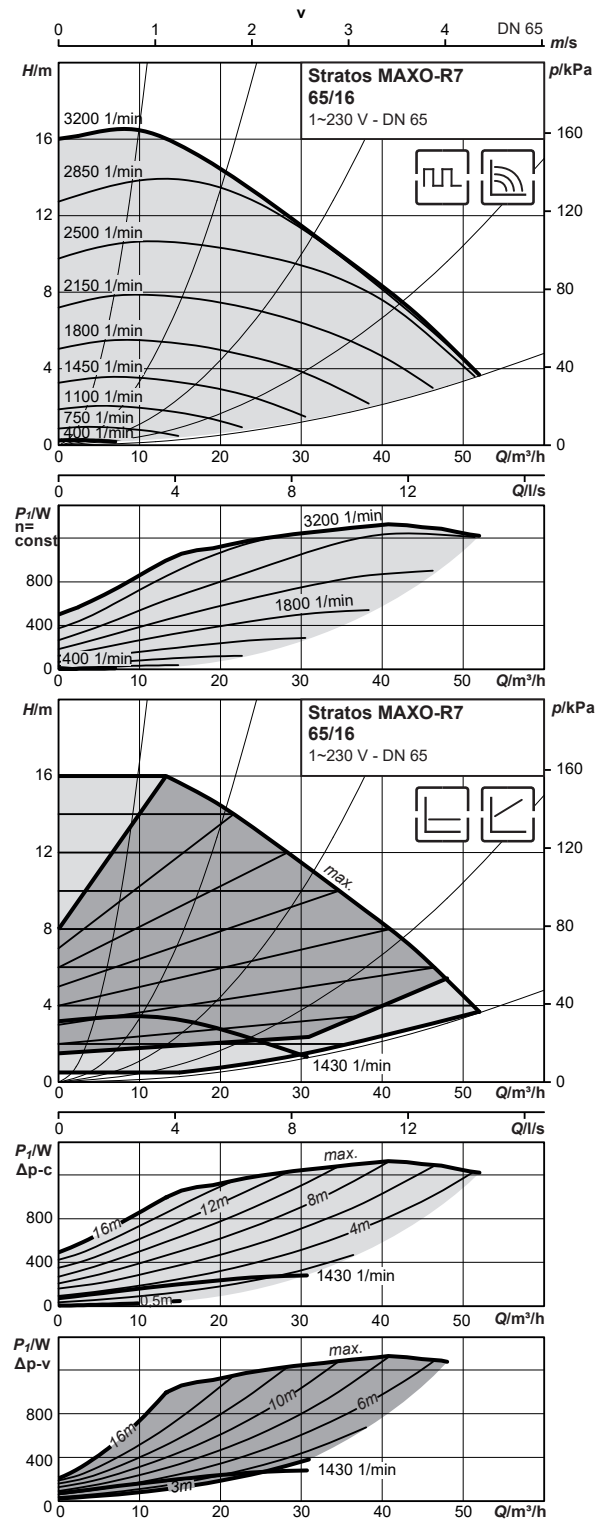 v
0 1 2 3 4 DN 65 m/s
H/m p/kPa
Stratos MAXO-R7
65/16
1~230 V - DN 65
3200 1/min
16 160
2850 1/min
12 120
2500 1/min
8 80
2150 1/min
1800 1/min
4 40
1450 1/min
1100 1/min
750 1/min
400 1/min
0 0
0 10 20 30 40 50 Q/m³/h
0 4 8 12 Q/l/s
P₁/W
n=
const
3200 1/min
800
1800 1/min
400
400 1/min
0
0 10 20 30 40 50 Q/m³/h
H/m p/kPa
Stratos MAXO-R7
65/16
1~230 V - DN 65
16 160
12 120
max.
8 80
4 40
1430 1/min
0 0
0 10 20 30 40 50 Q/m³/h
0 4 8 12 Q/l/s
P₁/W
Δp-c
max.
16m 12m 8m 4m
800
400
1430 1/min
0.5m
0
0 10 20 30 40 50 Q/m³/h
P₁/W
Δp-v
max.
16m 10m 6m
800
400
1430 1/min
3m
0
0 10 20 30 40 50 Q/m³/h